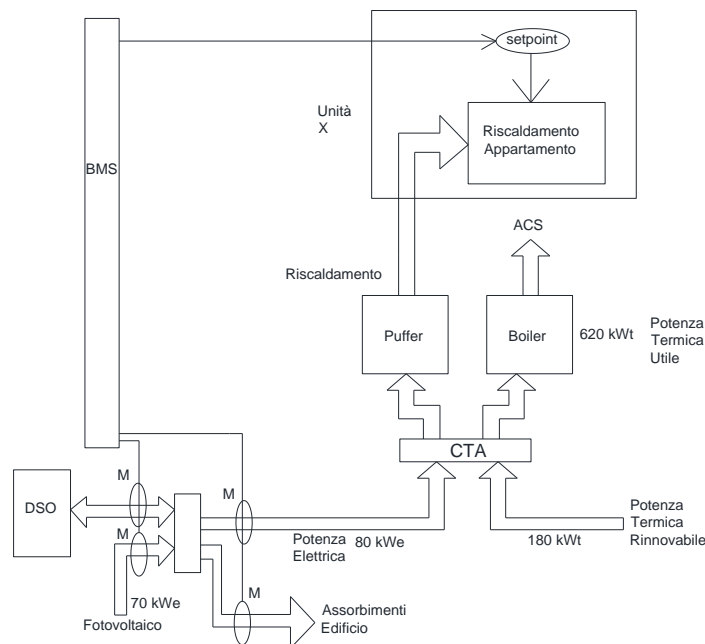 setpoint
Unità
X
Riscaldamento
Appartamento
BMS
ACS
Riscaldamento
Puffer
Boiler
620 kWt
Potenza
Termica
Utile
CTA
M
DSO
M
M
Potenza
Elettrica
80 kWe
180 kWt
Potenza
Termica
Rinnovabile
70 kWe
Fotovoltaico
M
Assorbimenti
Edificio